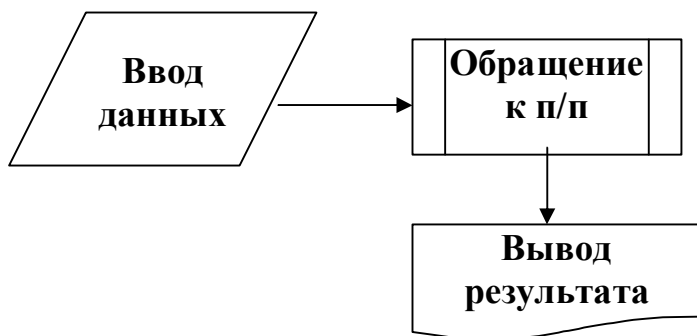 Ввод
данных
Обращение
к п/п
Вывод
результата